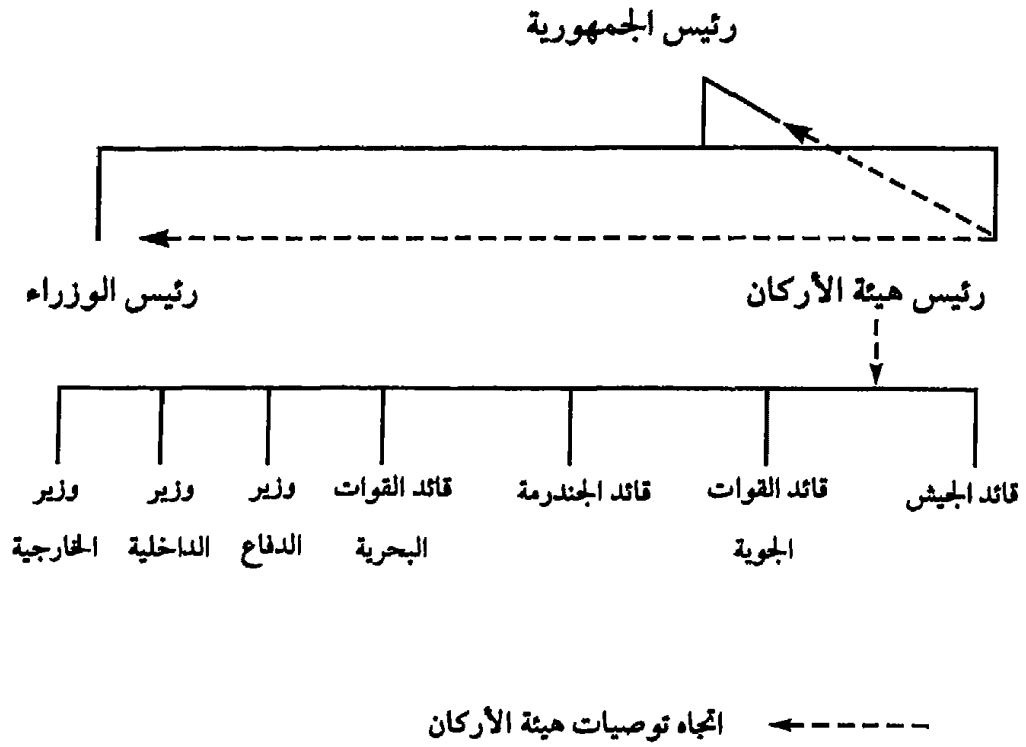 رئيس الجمهورية
رئيس هيئة الأركان
رئيس الوزراء
قائد الجيش
قائد القوات
الجوية
قائد الجندرمة
قائد القوات
البحرية
وزير
الدفاع
وزير
الداخلية
وزير
الخارجية
اتجاه توصيات هيئة الأركان